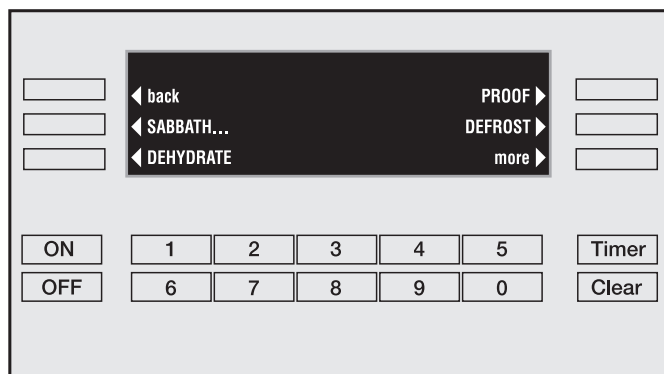 back PROOF
SABBATH... DEFROST
DEHYDRATE more
ON 1 2 3 4 5 Timer
OFF 6 7 8 9 0 Clear